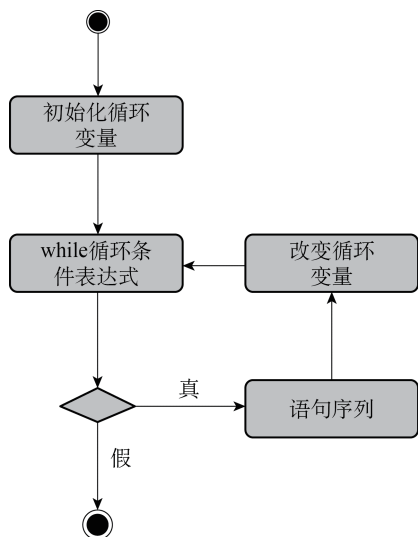 初始化循环
变量
while循环条
件表达式
改变循环
变量
真
语句序列
假